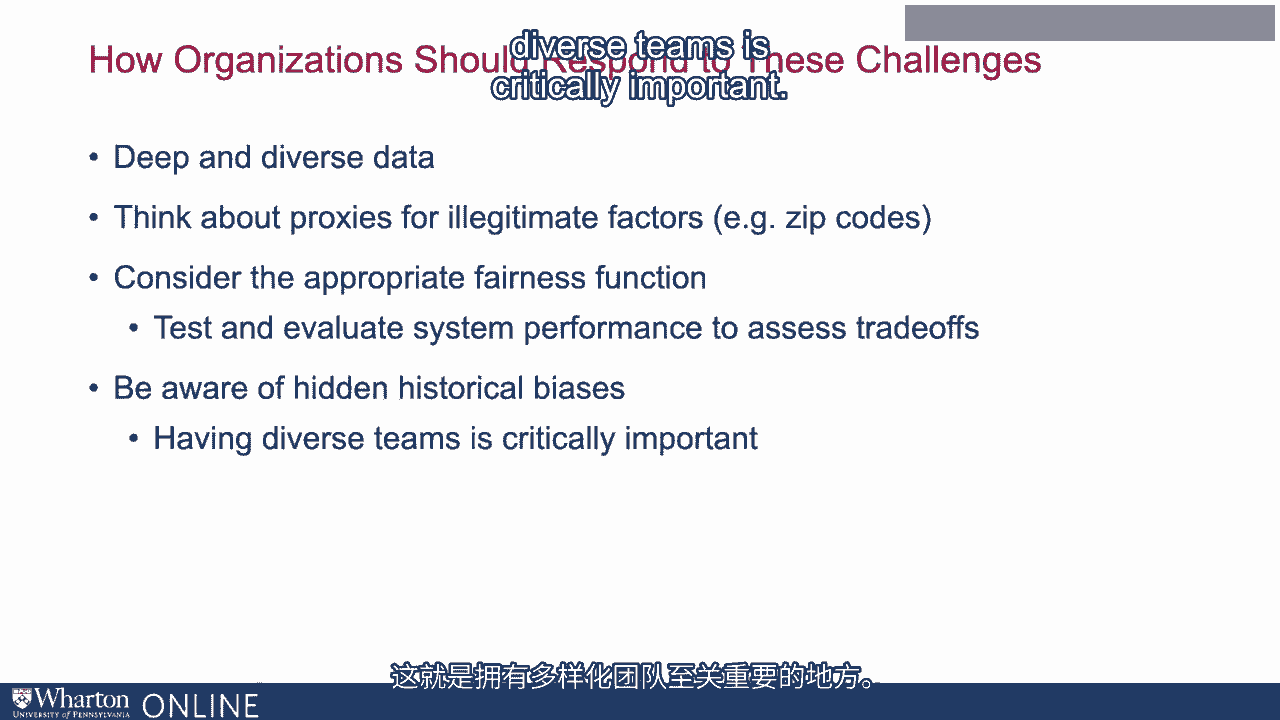 diverse teams is
critically important.
How Organizations Should Respond to These Challenges
• Deep and diverse data
• Think about proxies for illegitimate factors (e.g. zip codes)
• Consider the appropriate fairness function
• Test and evaluate system performance to assess tradeoffs
• Be aware of hidden historical biases
• Having diverse teams is critically important
这就是拥有多样化团队至关重要的地方。
Wharton
UNIVERSITY of PENNSYLVANIA
ONLINE